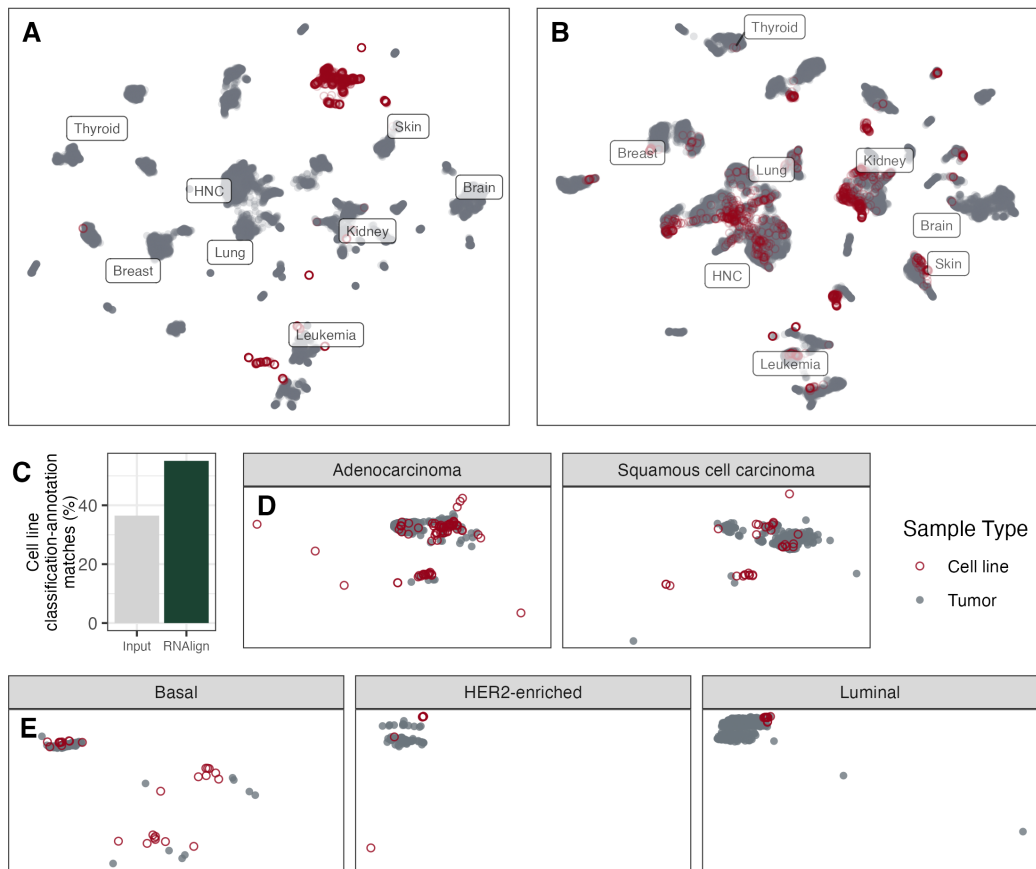 A
Thyroid
Skin
HNC
Brain
Kidney
Lung
Breast
Leukemia
B
Thyroid
Breast
Lung
Kidney
Brain
HNC
Skin
Leukemia
C
Cell line
classification-annotation
matches (%)
40
20
0
Input
RNAlign
D
Adenocarcinoma
Squamous cell carcinoma
Sample Type
Cell line
Tumor
E
Basal
HER2-enriched
Luminal